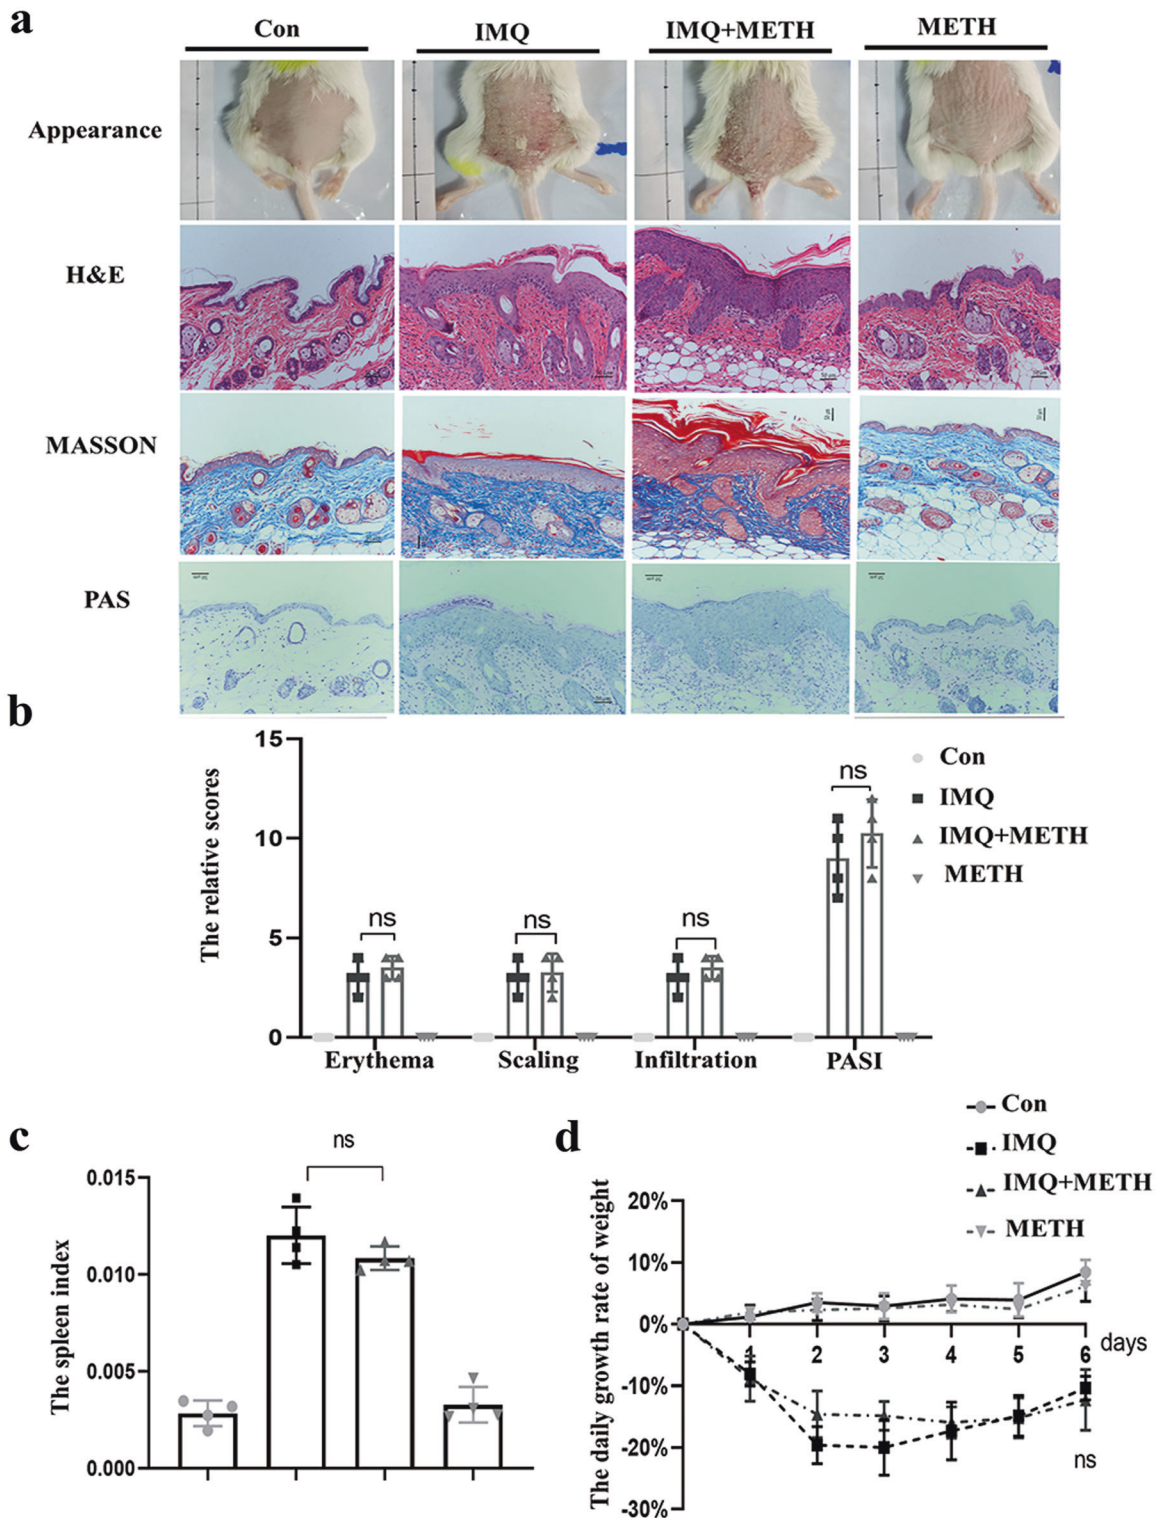 a
Con IMQ IMQ+METH METH
Appearance
H&E
MASSON
PAS
b
The relative scores
15
10
5
0
ns ns ns ns
Erythema Scaling Infiltration PASI
Con
IMQ
IMQ+METH
METH
c
The spleen index
0.015
0.010
0.005
0.000
ns
d
The daily growth rate of weight
20%
10%
0%
-10%
-20%
-30%
1 2 3 4 5 6 days
ns
Con
IMQ
IMQ+METH
METH